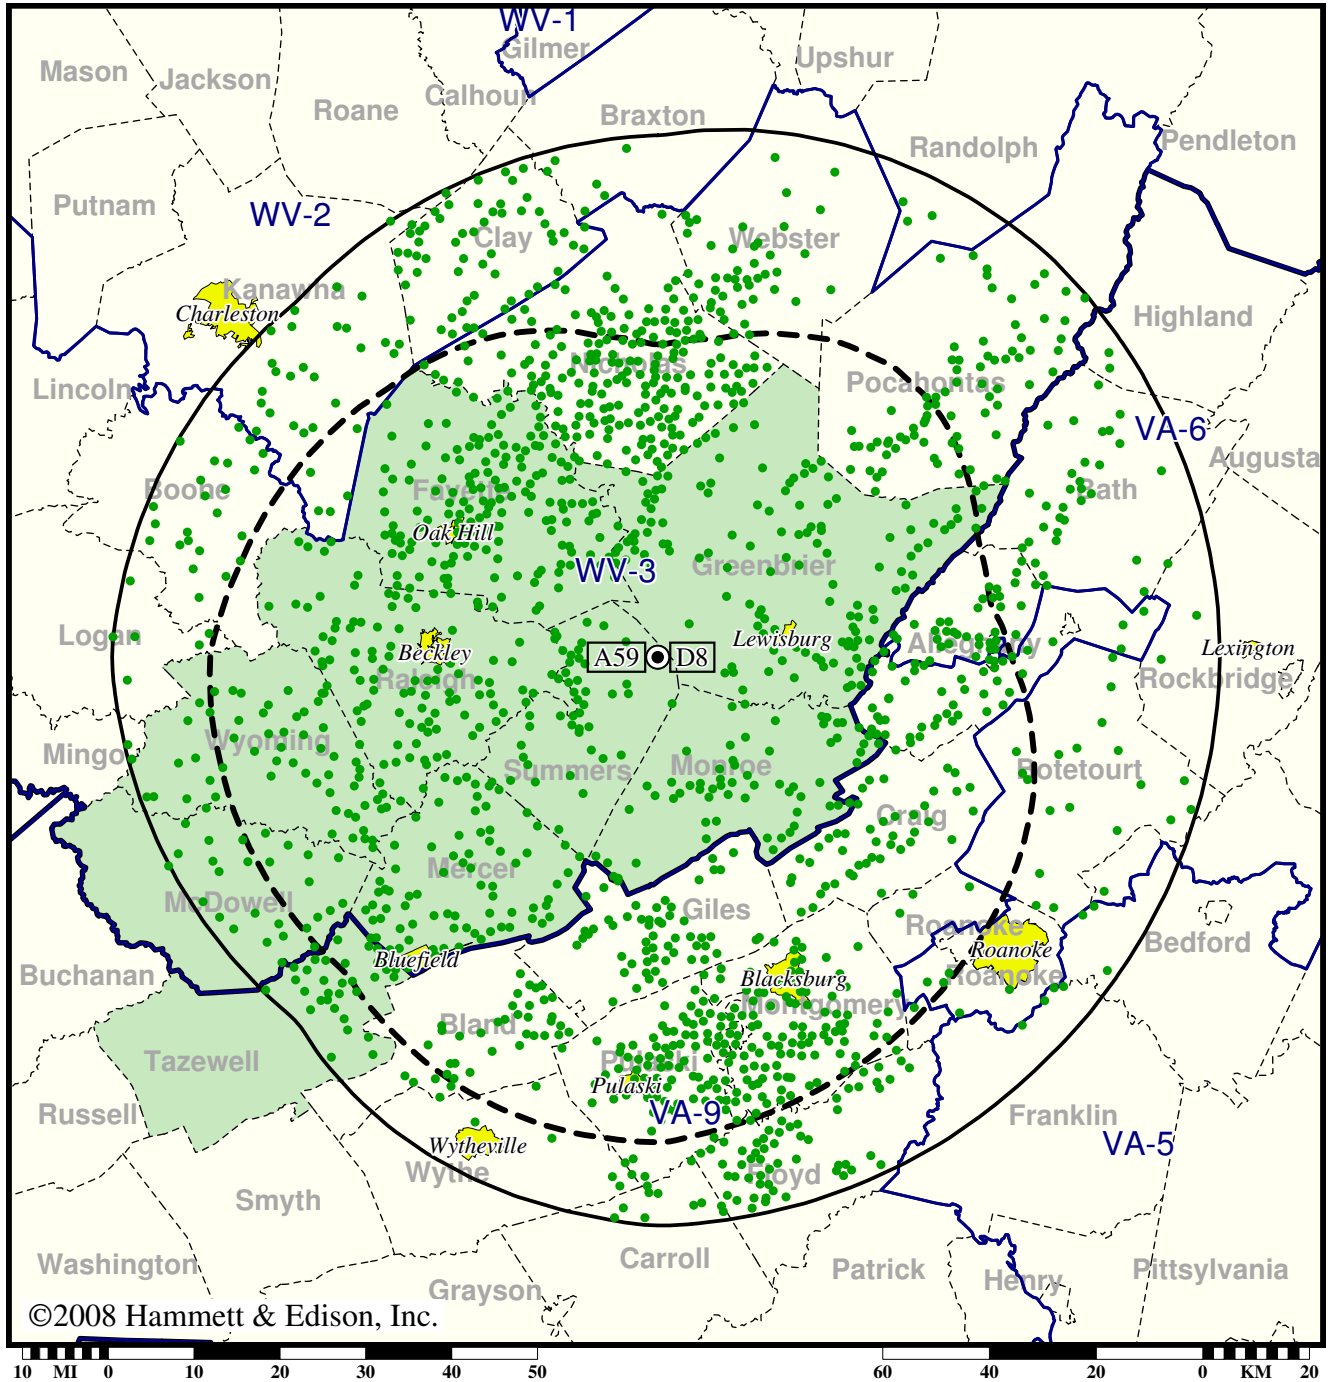 WV-1
Gilmer
Upshur
Mason
Jackson
Roane
Calhoun
Braxton
Randolph
Pendleton
Putnam
WV-2
Clay
Webster
Kanawha
Charleston
Highland
Nicholas
Lincoln
Pocahontas
VA-6
Augusta
Boone
Fayette
Bath
Oak Hill
WV-3
Greenbrier
Logan
Beckley
Lewisburg
Alleghany
Lexington
A59
D8
Raleigh
Rockbridge
Mingo
Wyoming
Summers
Monroe
Botetourt
Craig
Mercer
McDowell
Giles
Roanoke
Roanoke
Bedford
Bluefield
Buchanan
Blacksburg
Roanoke
Montgomery
Bland
Tazewell
Pulaski
Pulaski
Russell
VA-9
Franklin
VA-5
Wytheville
Wythe
Floyd
Smyth
Washington
Carroll
Patrick
Henry
Pittsylvania
Grayson
©2008 Hammett & Edison, Inc.
10 MI 0 10 20 30 40 50 60 40 20 0 KM 20